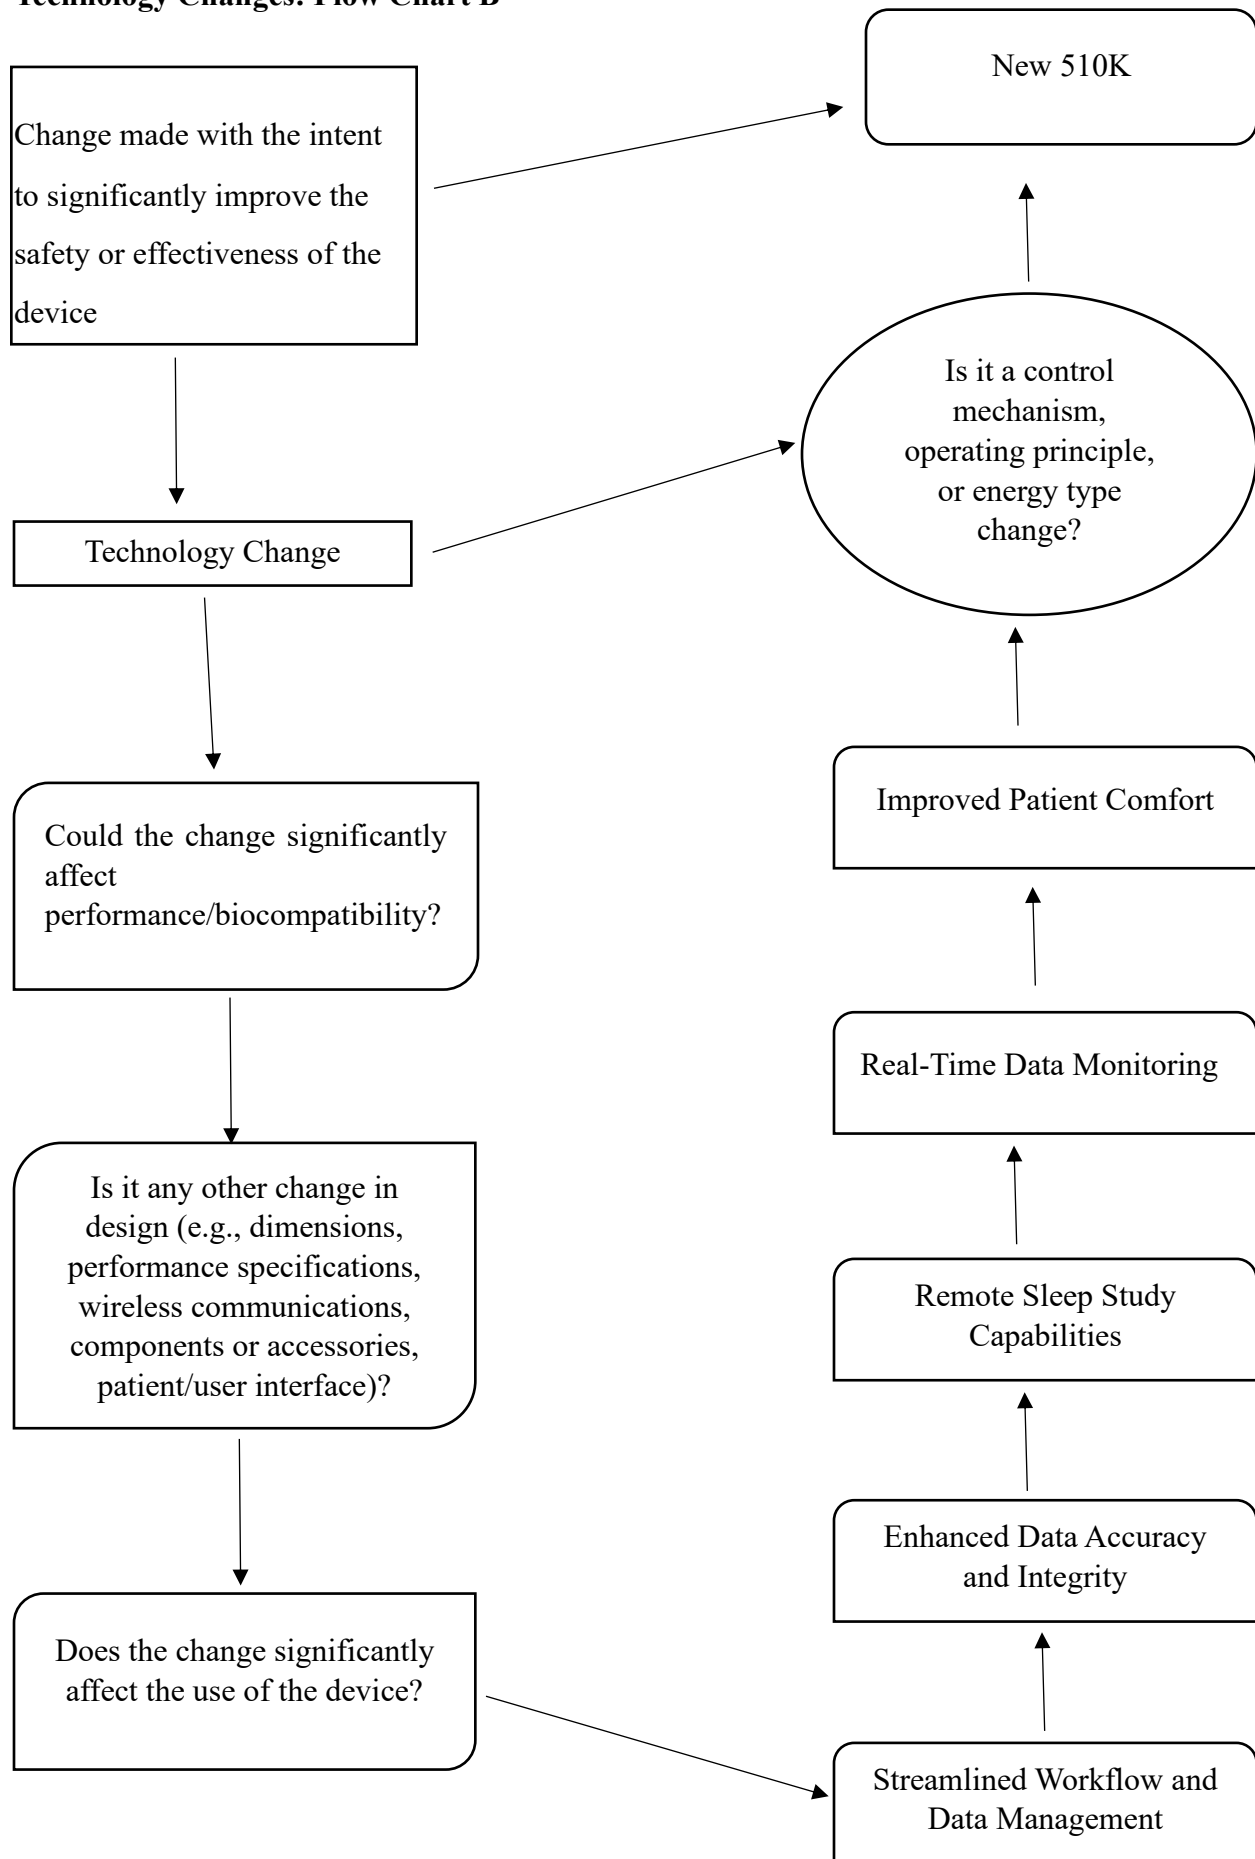 Technology Changes: Flow Chart B
New 510K
Change made with the intent
to significantly improve the
safety or effectiveness of the
device
Is it a control
mechanism,
operating principle,
or energy type
change?
Technology Change
Could the change significantly
affect
performance/biocompatibility?
Improved Patient Comfort
Real-Time Data Monitoring
Is it any other change in
design (e.g., dimensions,
performance specifications,
wireless communications,
components or accessories,
patient/user interface)?
Remote Sleep Study
Capabilities
Enhanced Data Accuracy
and Integrity
Does the change significantly
affect the use of the device?
Streamlined Workflow and
Data Management